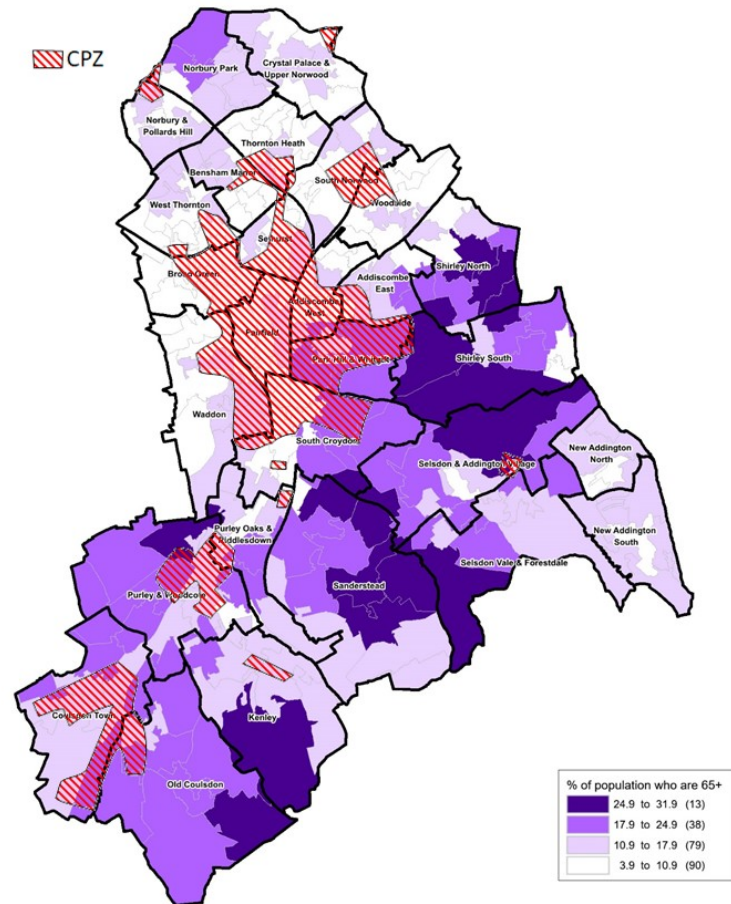 CPZ
Norbury Park
Crystal Palace &
Upper Norwood
Norbury &
Pollards Hill
Thornton Heath
Bensham Manor
South Norwood
West Thornton
Woodside
Selhurst
Shirley North
Broad Green
Addiscombe
East
Addiscombe
West
Fairfield
Park Hill & Whitgift
Shirley South
Waddon
South Croydon
New Addington
North
Selsdon & Addington Village
Purley Oaks &
Riddlesdown
New Addington
South
Selsdon Vale & Forestdale
Sanderstead
Purley & Woodcote
Coulsdon Town
Kenley
Old Coulsdon
% of population who are 65+
24.9 to 31.9 (13)
17.9 to 24.9 (38)
10.9 to 17.9 (79)
3.9 to 10.9 (90)